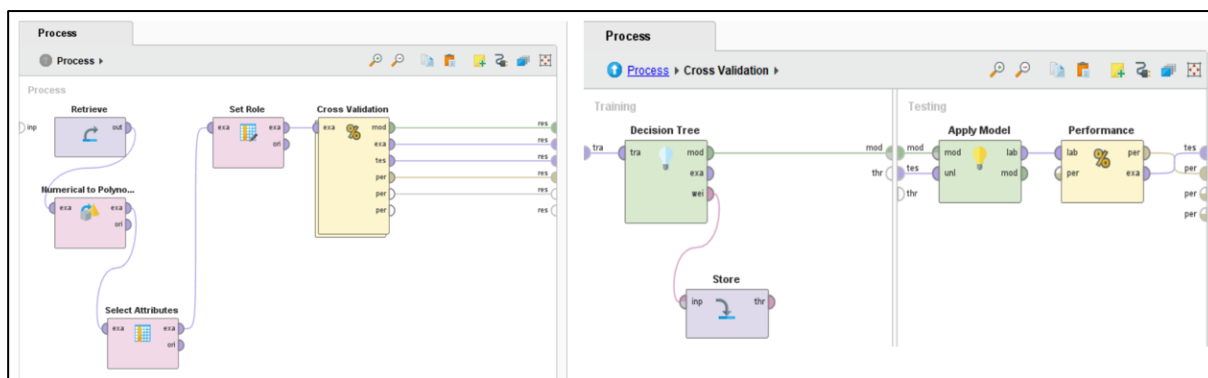 Process
Process
Process
Retrieve
inp
out
Numerical to Polyno...
exa
exa
ori
Select Attributes
exa
exa
ori
Set Role
exa
exa
ori
Cross Validation
exa
mod
exa
tes
per
per
per
res
res
res
res
res
res
Process
Process
Cross Validation
Training
tra
Decision Tree
tra
mod
exa
wei
mod
thr
Store
inp
thr
Testing
mod
tes
thr
Apply Model
mod
lab
unl
mod
Performance
lab
per
per
exa
tes
per
per
per